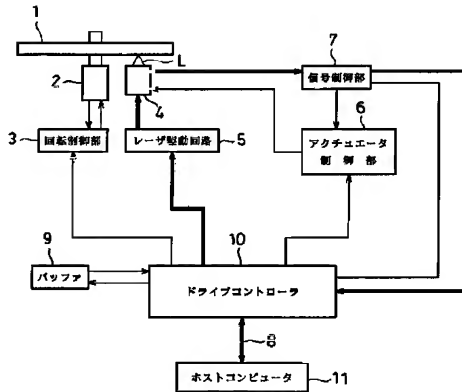 1
L
7
信号制御部
2
4
6
アクチュエータ
制御部
3
回転制御部
レーザ駆動回路
5
9
バッファ
10
ドライブコントローラ
8
ホストコンピュータ
11